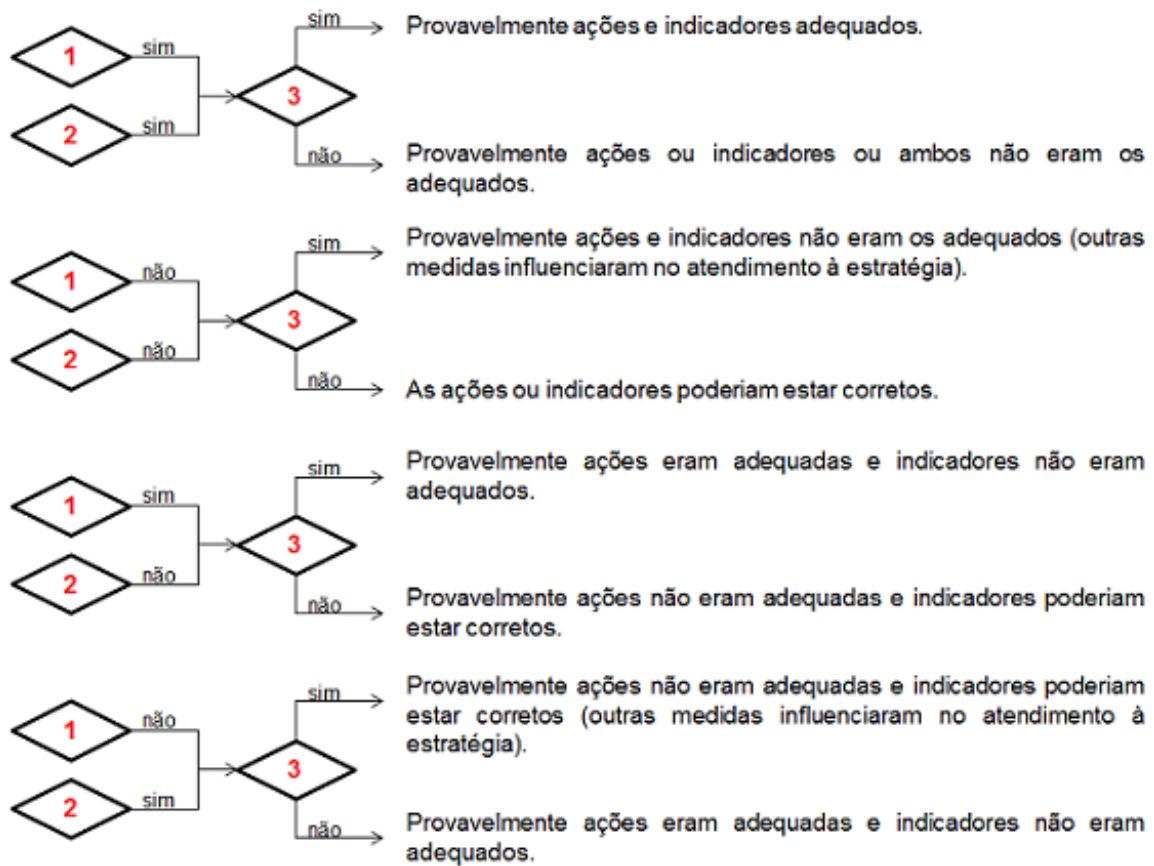 sim
Provavelmente ações e indicadores adequados.
1
sim
3
2
sim
não
Provavelmente ações ou indicadores ou ambos não eram os
adequados.
sim
Provavelmente ações e indicadores não eram os adequados (outras
medidas influenciaram no atendimento à estratégia).
1
não
3
2
não
não
As ações ou indicadores poderiam estar corretos.
sim
Provavelmente ações eram adequadas e indicadores não eram
adequados.
1
sim
3
2
não
não
Provavelmente ações não eram adequadas e indicadores poderiam
estar corretos.
sim
Provavelmente ações não eram adequadas e indicadores poderiam
estar corretos (outras medidas influenciaram no atendimento à
estratégia).
1
não
3
2
sim
não
Provavelmente ações eram adequadas e indicadores não eram
adequados.